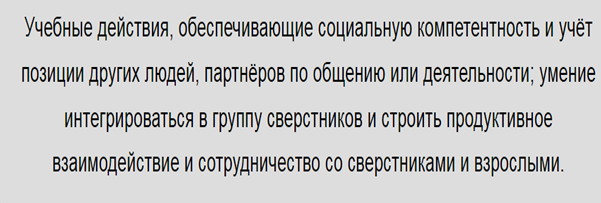 Учебные действия, обеспечивающие социальную компетентность и учёт
позиции других людей, партнёров по общению или деятельности; умение
интегрироваться в группу сверстников и строить продуктивное
взаимодействие и сотрудничество со сверстниками и взрослыми.